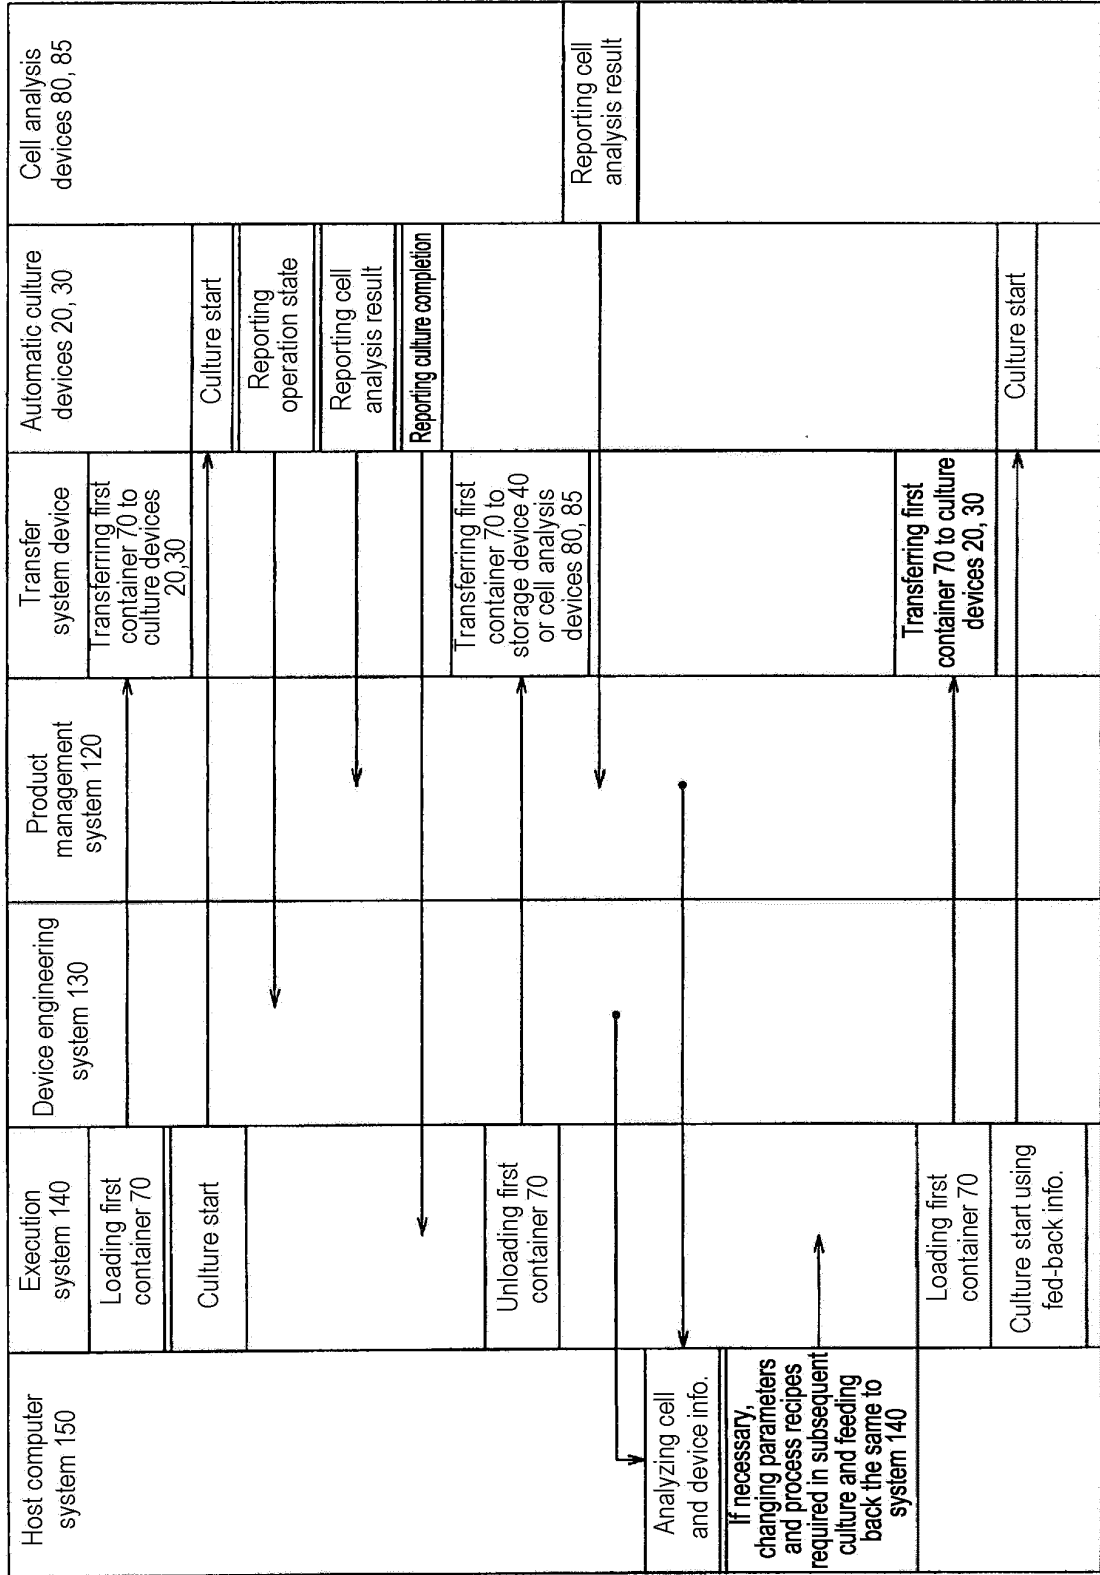 Host computer
system 150
Execution
system 140
Device engineering
system 130
Product
management
system 120
Transfer
system device
Automatic culture
devices 20, 30
Cell analysis
devices 80, 85
Loading first
container 70
Transferring first
container 70 to
culture devices
20,30
Culture start
Culture start
Reporting
operation state
Reporting cell
analysis result
Reporting culture completion
Unloading first
container 70
Transferring first
container 70 to
storage device 40
or cell analysis
devices 80, 85
Reporting cell
analysis result
Analyzing cell
and device info.
If necessary,
changing parameters
and process recipes
required in subsequent
culture and feeding
back the same to
system 140
Loading first
container 70
Transferring first
container 70 to culture
devices 20, 30
Culture start using
fed-back info.
Culture start